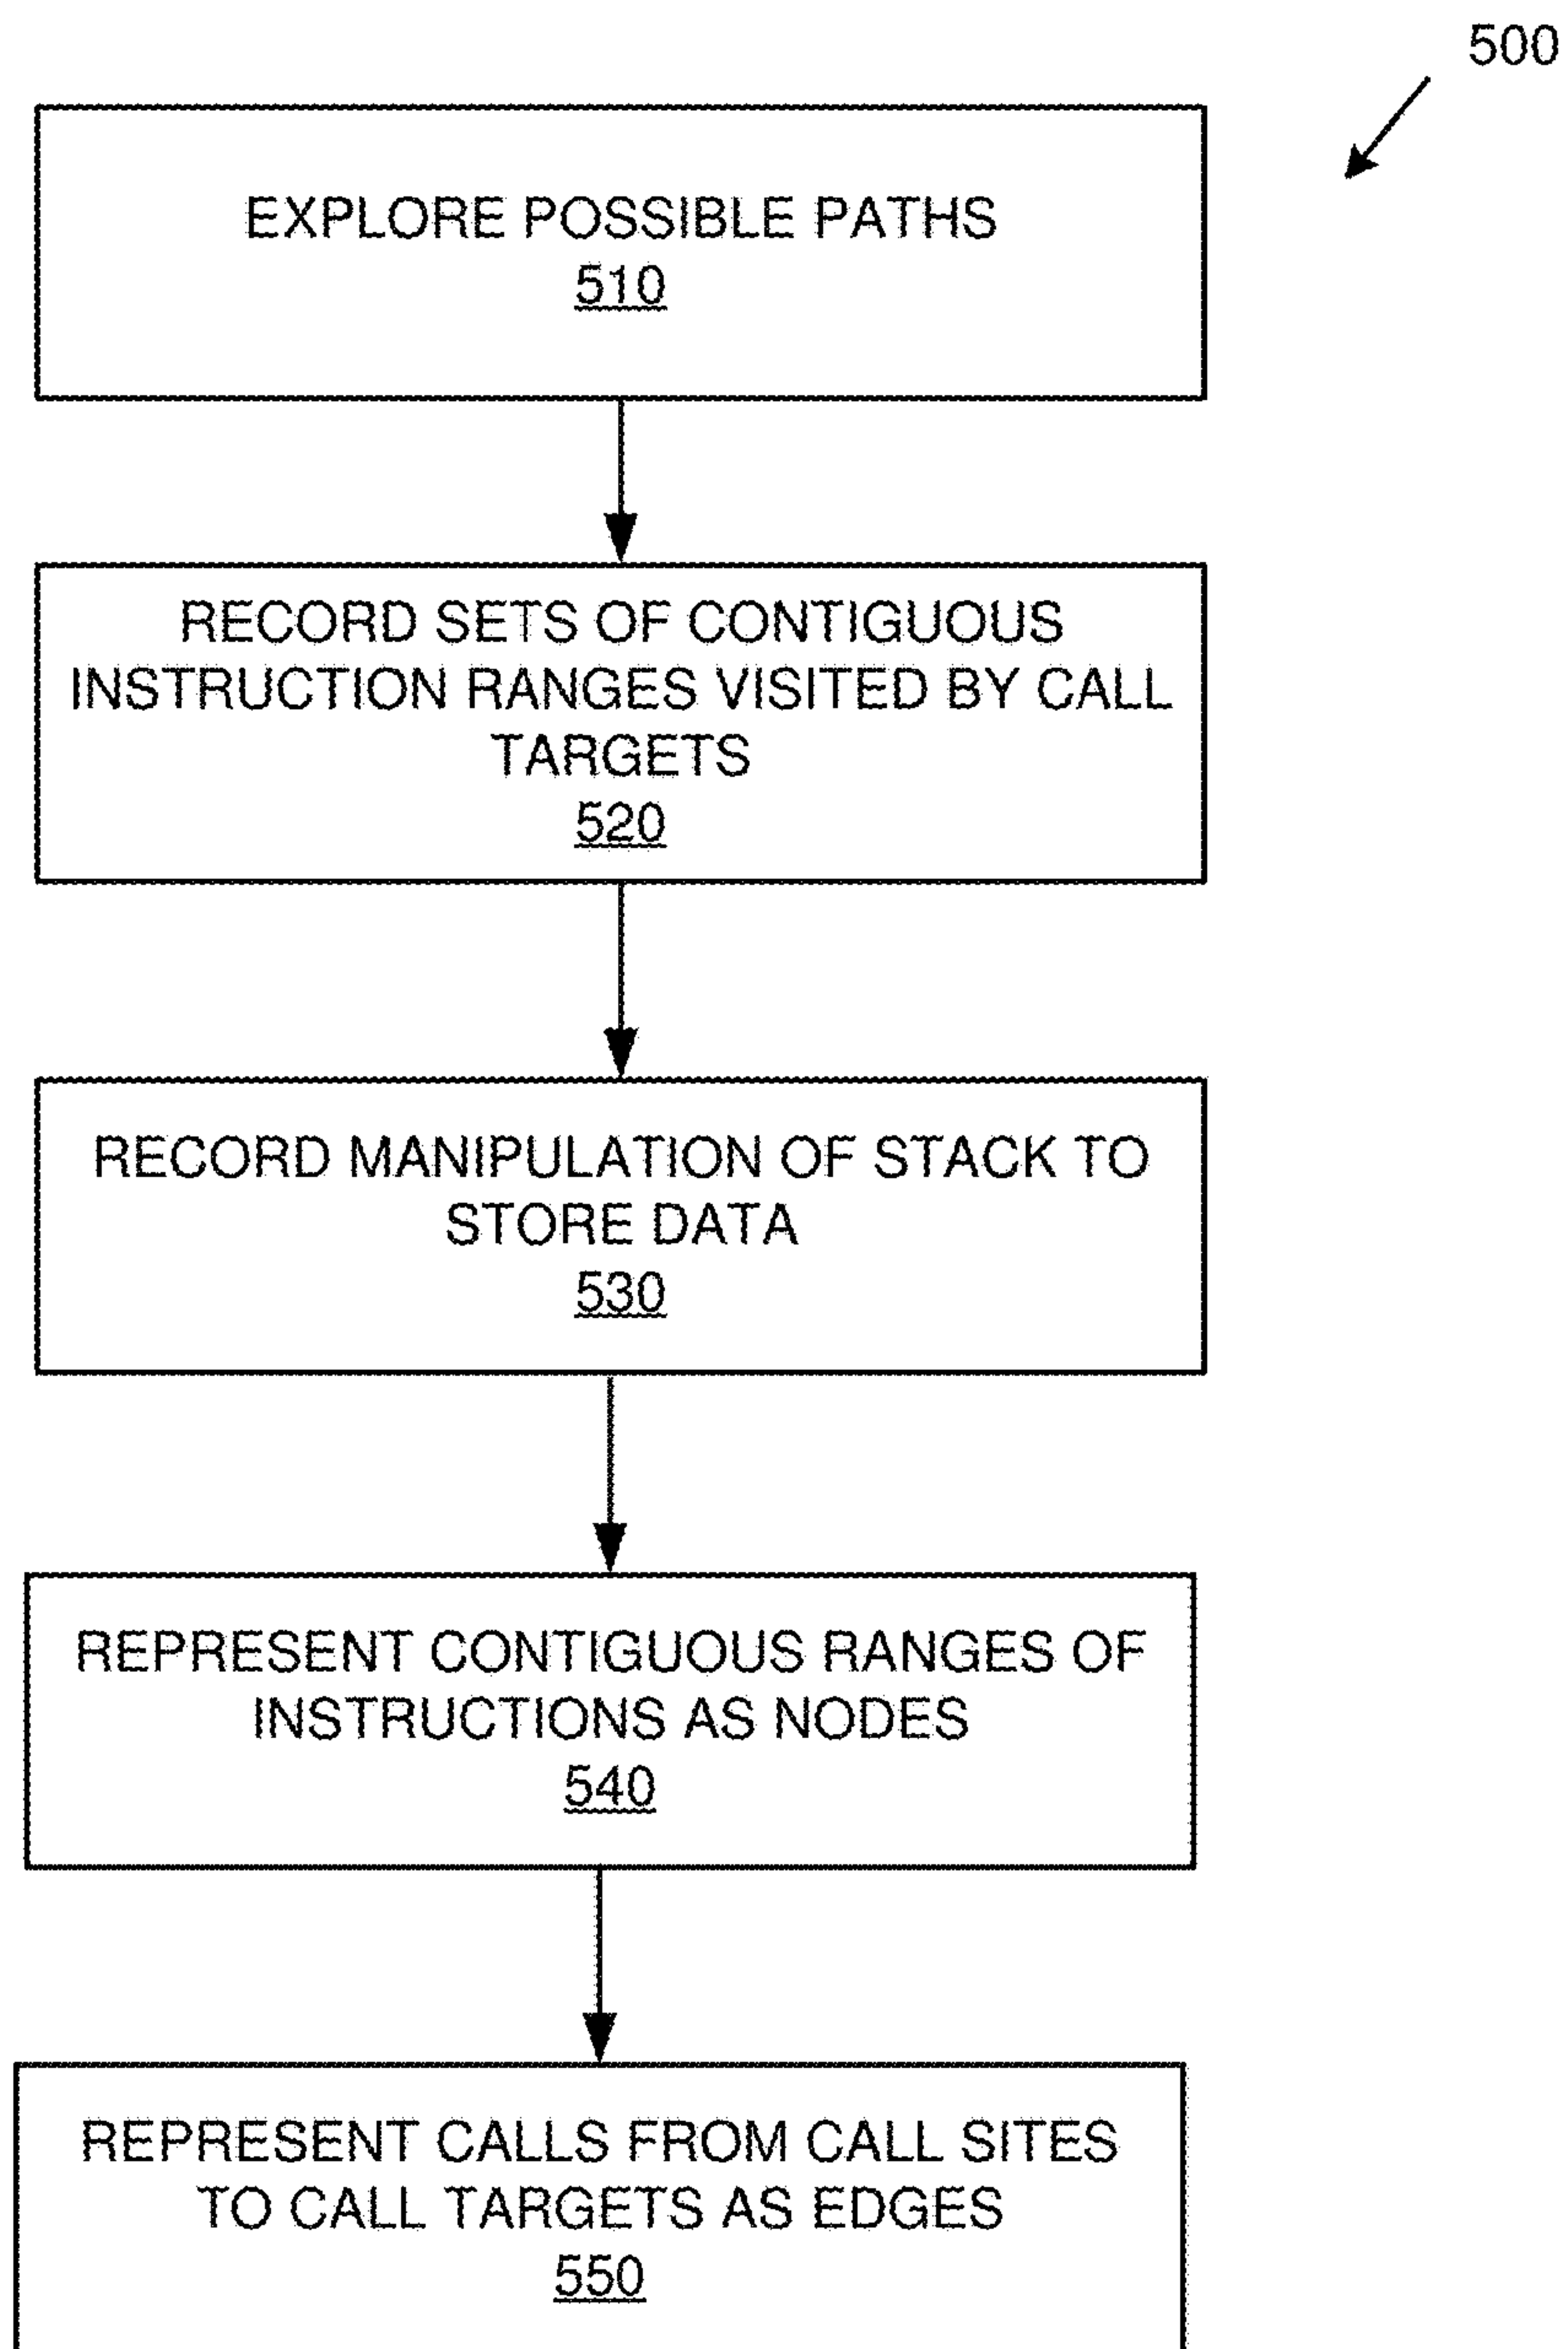 500
EXPLORE POSSIBLE PATHS
510
RECORD SETS OF CONTIGUOUS
INSTRUCTION RANGES VISITED BY CALL
TARGETS
520
RECORD MANIPULATION OF STACK TO
STORE DATA
530
REPRESENT CONTIGUOUS RANGES OF
INSTRUCTIONS AS NODES
540
REPRESENT CALLS FROM CALL SITES
TO CALL TARGETS AS EDGES
550